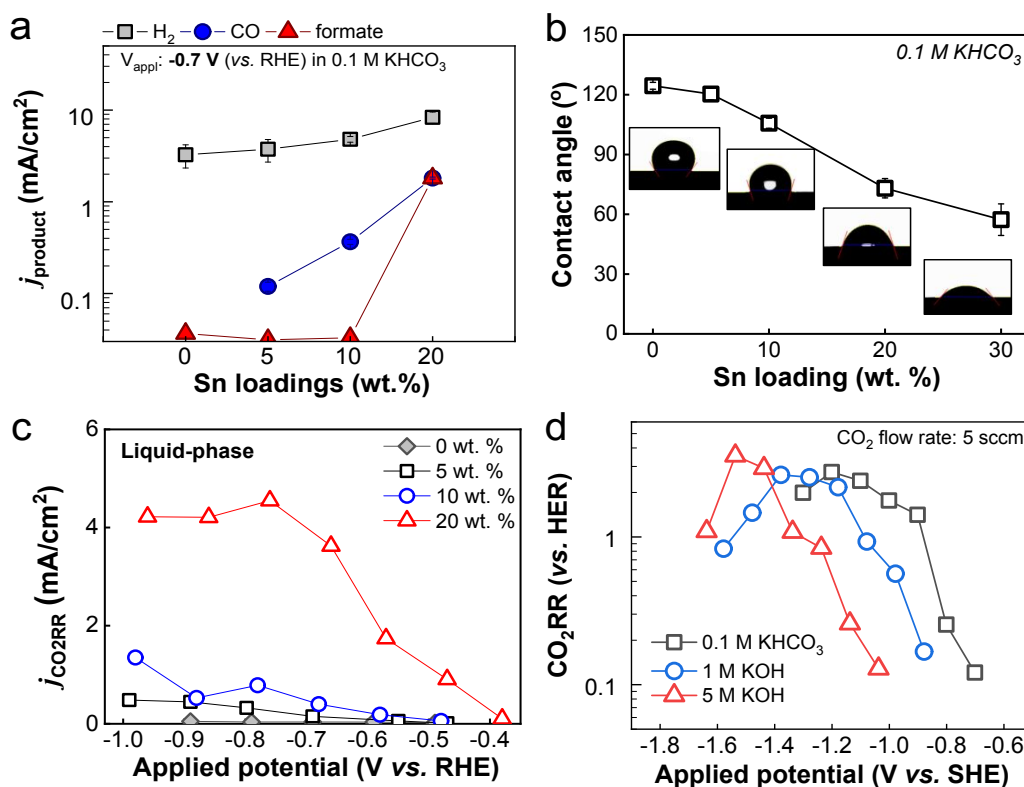 a
H₂ CO formate
V_appl: -0.7 V (vs. RHE) in 0.1 M KHCO₃
10
1
0.1
j_product (mA/cm²)
0 5 10 20
Sn loadings (wt.%)
b
0.1 M KHCO₃
150
120
90
60
30
0
Contact angle (º)
0 10 20 30
Sn loading (wt. %)
c
Liquid-phase
0 wt. %
5 wt. %
10 wt. %
20 wt. %
6
4
2
0
j_CO2RR (mA/cm²)
-1.0 -0.9 -0.8 -0.7 -0.6 -0.5 -0.4
Applied potential (V vs. RHE)
d
CO₂ flow rate: 5 sccm
1
0.1
CO₂RR (vs. HER)
0.1 M KHCO₃
1 M KOH
5 M KOH
-1.8 -1.6 -1.4 -1.2 -1.0 -0.8 -0.6
Applied potential (V vs. SHE)